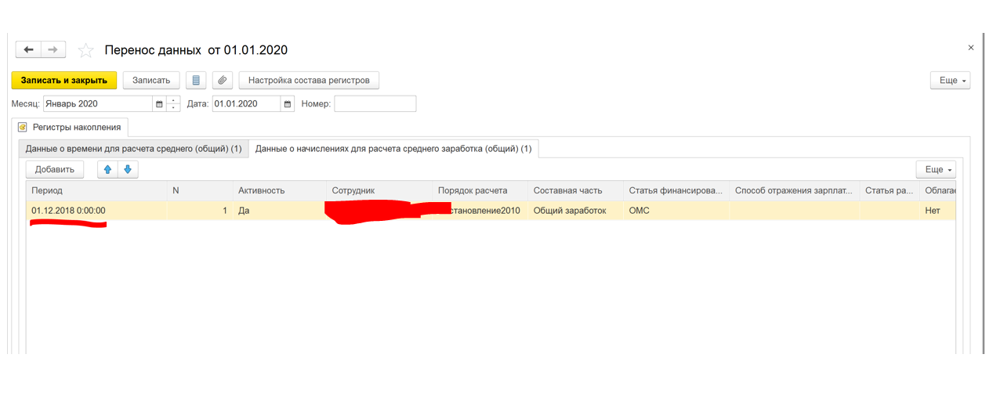 Перенос данных от 01.01.2020
Записать и закрыть Записать Настройка состава регистров Еще
Месяц: Январь 2020 Дата: 01.01.2020 Номер:
Регистры накопления
Данные о времени для расчета среднего (общий) (1) Данные о начислениях для расчета среднего заработка (общий) (1)
Добавить Еще
Период N Активность Сотрудник Порядок расчета Составная часть Статья финансирова... Способ отражения зарплат... Статья ра... Облагае
01.12.2018 0:00:00 1 Да становление2010 Общий заработок ОМС Нет